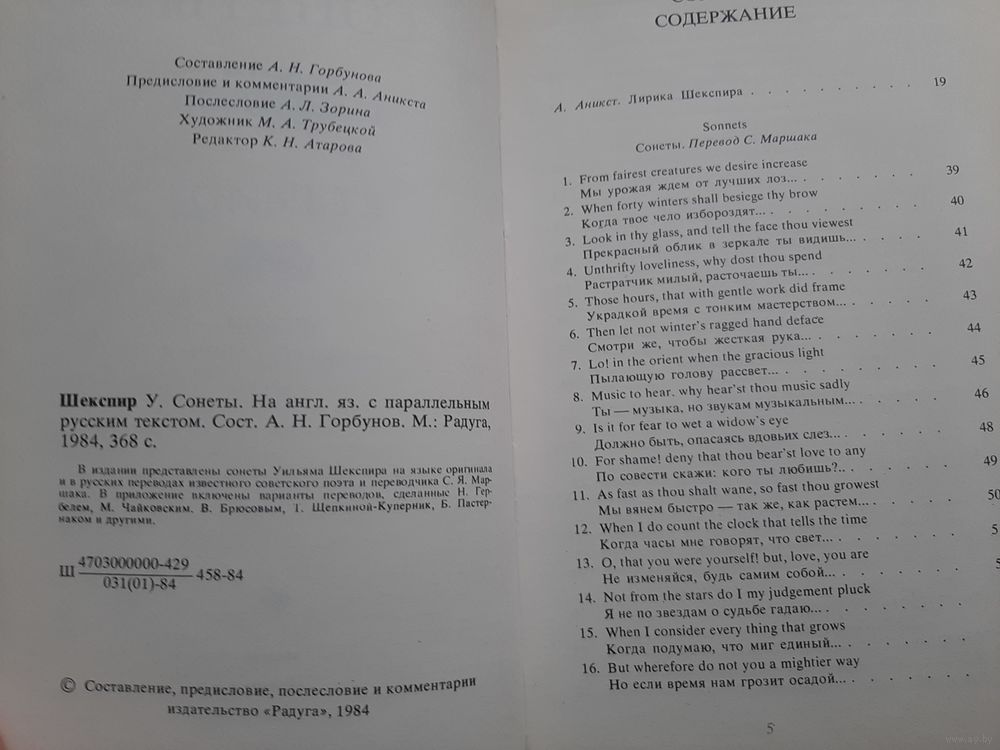 Составление А. Н. Горбунова
Предисловие и комментарии А. А. Аникста
Послесловие А. Л. Зорина
Художник М. А. Трубецкой
Редактор К. Н. Атарова
Шекспир У. Сонеты. На англ. яз. с параллельным
русским текстом. Сост. А. Н. Горбунов. М.: Радуга,
1984, 368 с.
В издании представлены сонеты Уильяма Шекспира на языке оригинала
и в русских переводах известного советского поэта и переводчика С. Я. Мар-
шака. В приложение включены варианты переводов, сделанные Н. Гер-
белем, М. Чайковским, В. Брюсовым, Т. Щепкиной-Куперник, Б. Пастер-
наком и другими.
Ш 4703000000-429
031(01)-84 458-84
© Составление, предисловие, послесловие и комментарии
издательство «Радуга», 1984
СОДЕРЖАНИЕ
А. Аникст. Лирика Шекспира . . . . . . . . . . 19
Sonnets
Сонеты. Перевод С. Маршака
1. From fairest creatures we desire increase
Мы урожая ждем от лучших лоз... . . . . . . . 39
2. When forty winters shall besiege thy brow
Когда твое чело избороздят... . . . . . . . . 40
3. Look in thy glass, and tell the face thou viewest
Прекрасный облик в зеркале ты видишь... . . . . 41
4. Unthrifty loveliness, why dost thou spend
Растратчик милый, расточаешь ты... . . . . . . 42
5. Those hours, that with gentle work did frame
Украдкой время с тонким мастерством... . . . . . 43
6. Then let not winter's ragged hand deface
Смотри же, чтобы жесткая рука... . . . . . . 44
7. Lo! in the orient when the gracious light
Пылающую голову рассвет... . . . . . . . 45
8. Music to hear, why hear'st thou music sadly
Ты — музыка, но звукам музыкальным... . . . . 46
9. Is it for fear to wet a widow's eye
Должно быть, опасаясь вдовьих слез... . . . . . 48
10. For shame! deny that thou bear'st love to any
По совести скажи: кого ты любишь?.. . . . . . 49
11. As fast as thou shalt wane, so fast thou growest
Мы вянем быстро — так же, как растем... . . . . 50
12. When I do count the clock that tells the time
Когда часы мне говорят, что свет... . . . . . 5
13. O, that you were yourself! but, love, you are
Не изменяйся, будь самим собой... . . . . . .
14. Not from the stars do I my judgement pluck
Я не по звездам о судьбе гадаю... . . . . . .
15. When I consider every thing that grows
Когда подумаю, что миг единый... . . . . . .
16. But wherefore do not you a mightier way
Но если время нам грозит осадой... . . . . .
5
www.ay.by